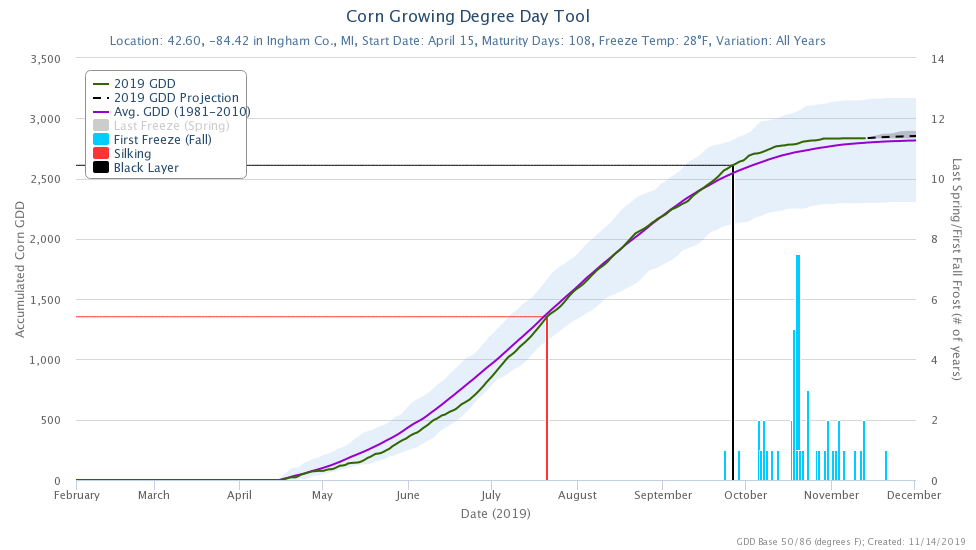 Corn Growing Degree Day Tool
Location: 42.60, -84.42 in Ingham Co., MI, Start Date: April 15, Maturity Days: 108, Freeze Temp: 28°F, Variation: All Years
3,500
3,000
2,500
2,000
1,500
1,000
500
0
Accumulated Corn GDD
2019 GDD
2019 GDD Projection
Avg. GDD (1981-2010)
Last Freeze (Spring)
First Freeze (Fall)
Silking
Black Layer
14
12
10
8
6
4
2
0
Last Spring/First Fall Frost (# of years)
February March April May June July August September October November December
Date (2019)
GDD Base 50/86 (degrees F); Created: 11/14/2019